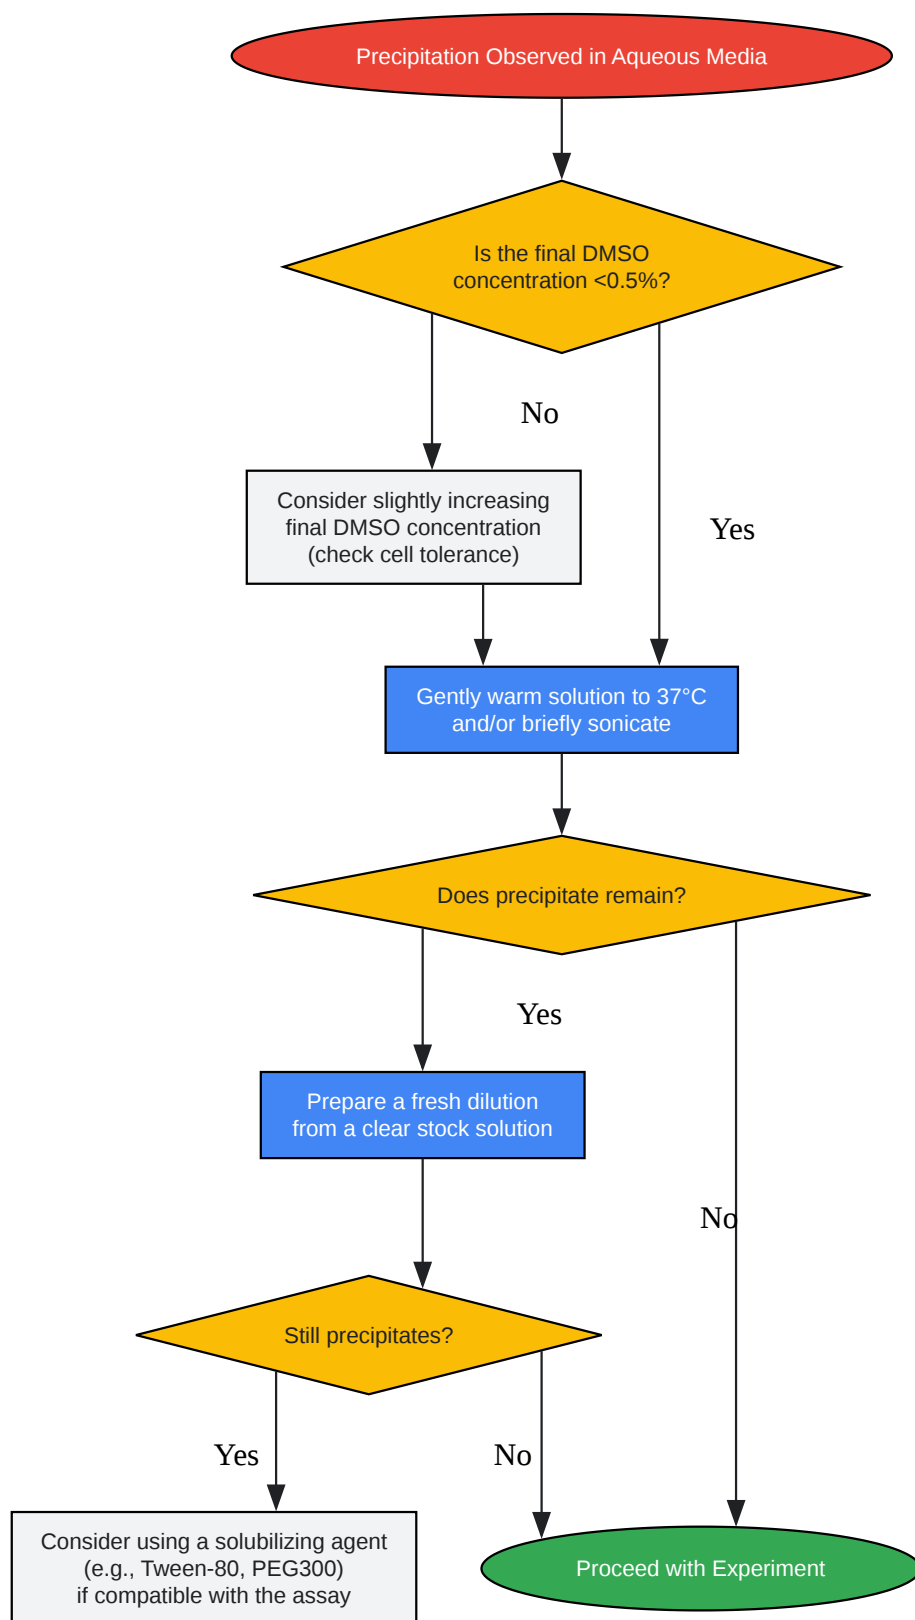 Precipitation Observed in Aqueous Media
Is the final DMSO
concentration <0.5%?
No
Consider slightly increasing
final DMSO concentration
(check cell tolerance)
Yes
Gently warm solution to 37°C
and/or briefly sonicate
Does precipitate remain?
Yes
Prepare a fresh dilution
from a clear stock solution
No
Still precipitates?
Yes
No
Consider using a solubilizing agent
(e.g., Tween-80, PEG300)
if compatible with the assay
Proceed with Experiment